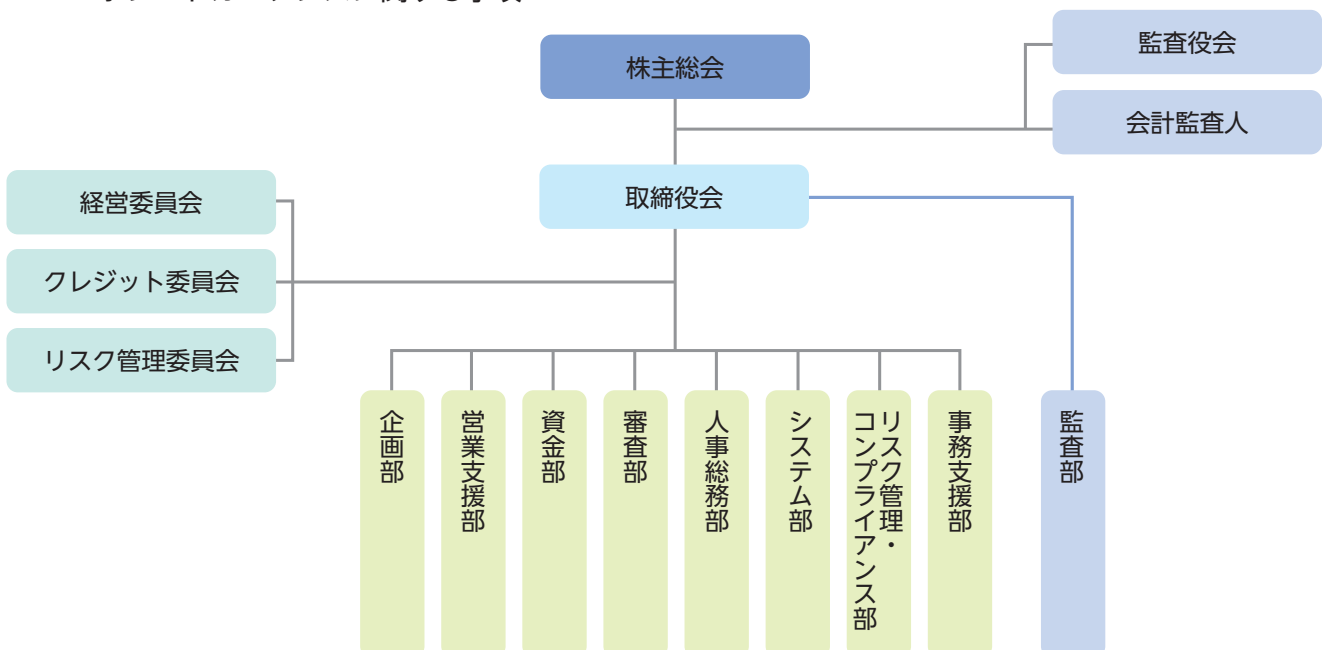 株主総会
監査役会
会計監査人
取締役会
経営委員会
クレジット委員会
リスク管理委員会
企画部
営業支援部
資金部
審査部
人事総務部
システム部
リスク管理・
コンプライアンス部
事務支援部
監査部